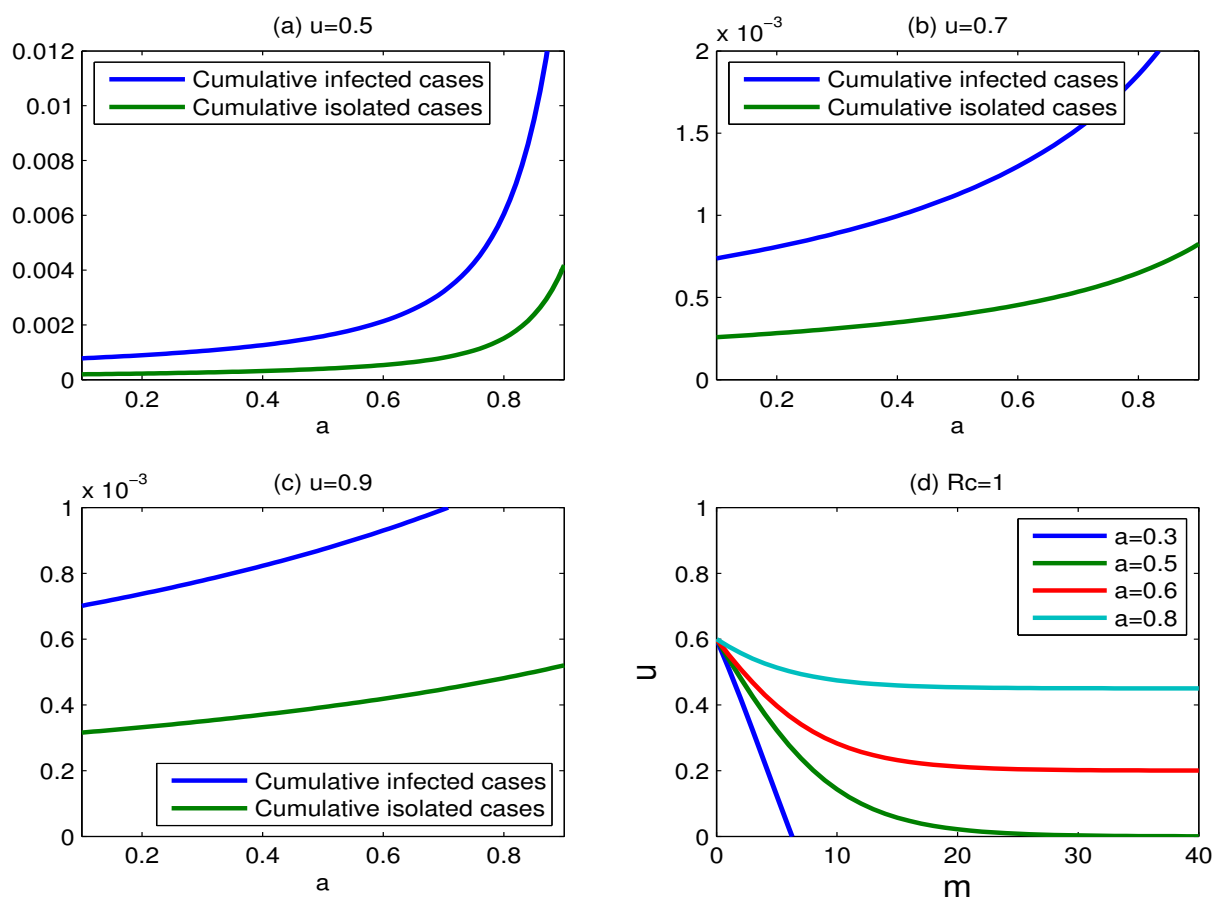 (a) u=0.5
0.012
0.01
0.008
0.006
0.004
0.002
0
Cumulative infected cases
Cumulative isolated cases
0.2 0.4 0.6 0.8
a
(b) u=0.7
x 10⁻³
2
1.5
1
0.5
0
Cumulative infected cases
Cumulative isolated cases
0.2 0.4 0.6 0.8
a
(c) u=0.9
x 10⁻³
1
0.8
0.6
0.4
0.2
0
Cumulative infected cases
Cumulative isolated cases
0.2 0.4 0.6 0.8
a
(d) Rc=1
1
0.8
0.6
0.4
0.2
0
u
a=0.3
a=0.5
a=0.6
a=0.8
0 10 20 30 40
m